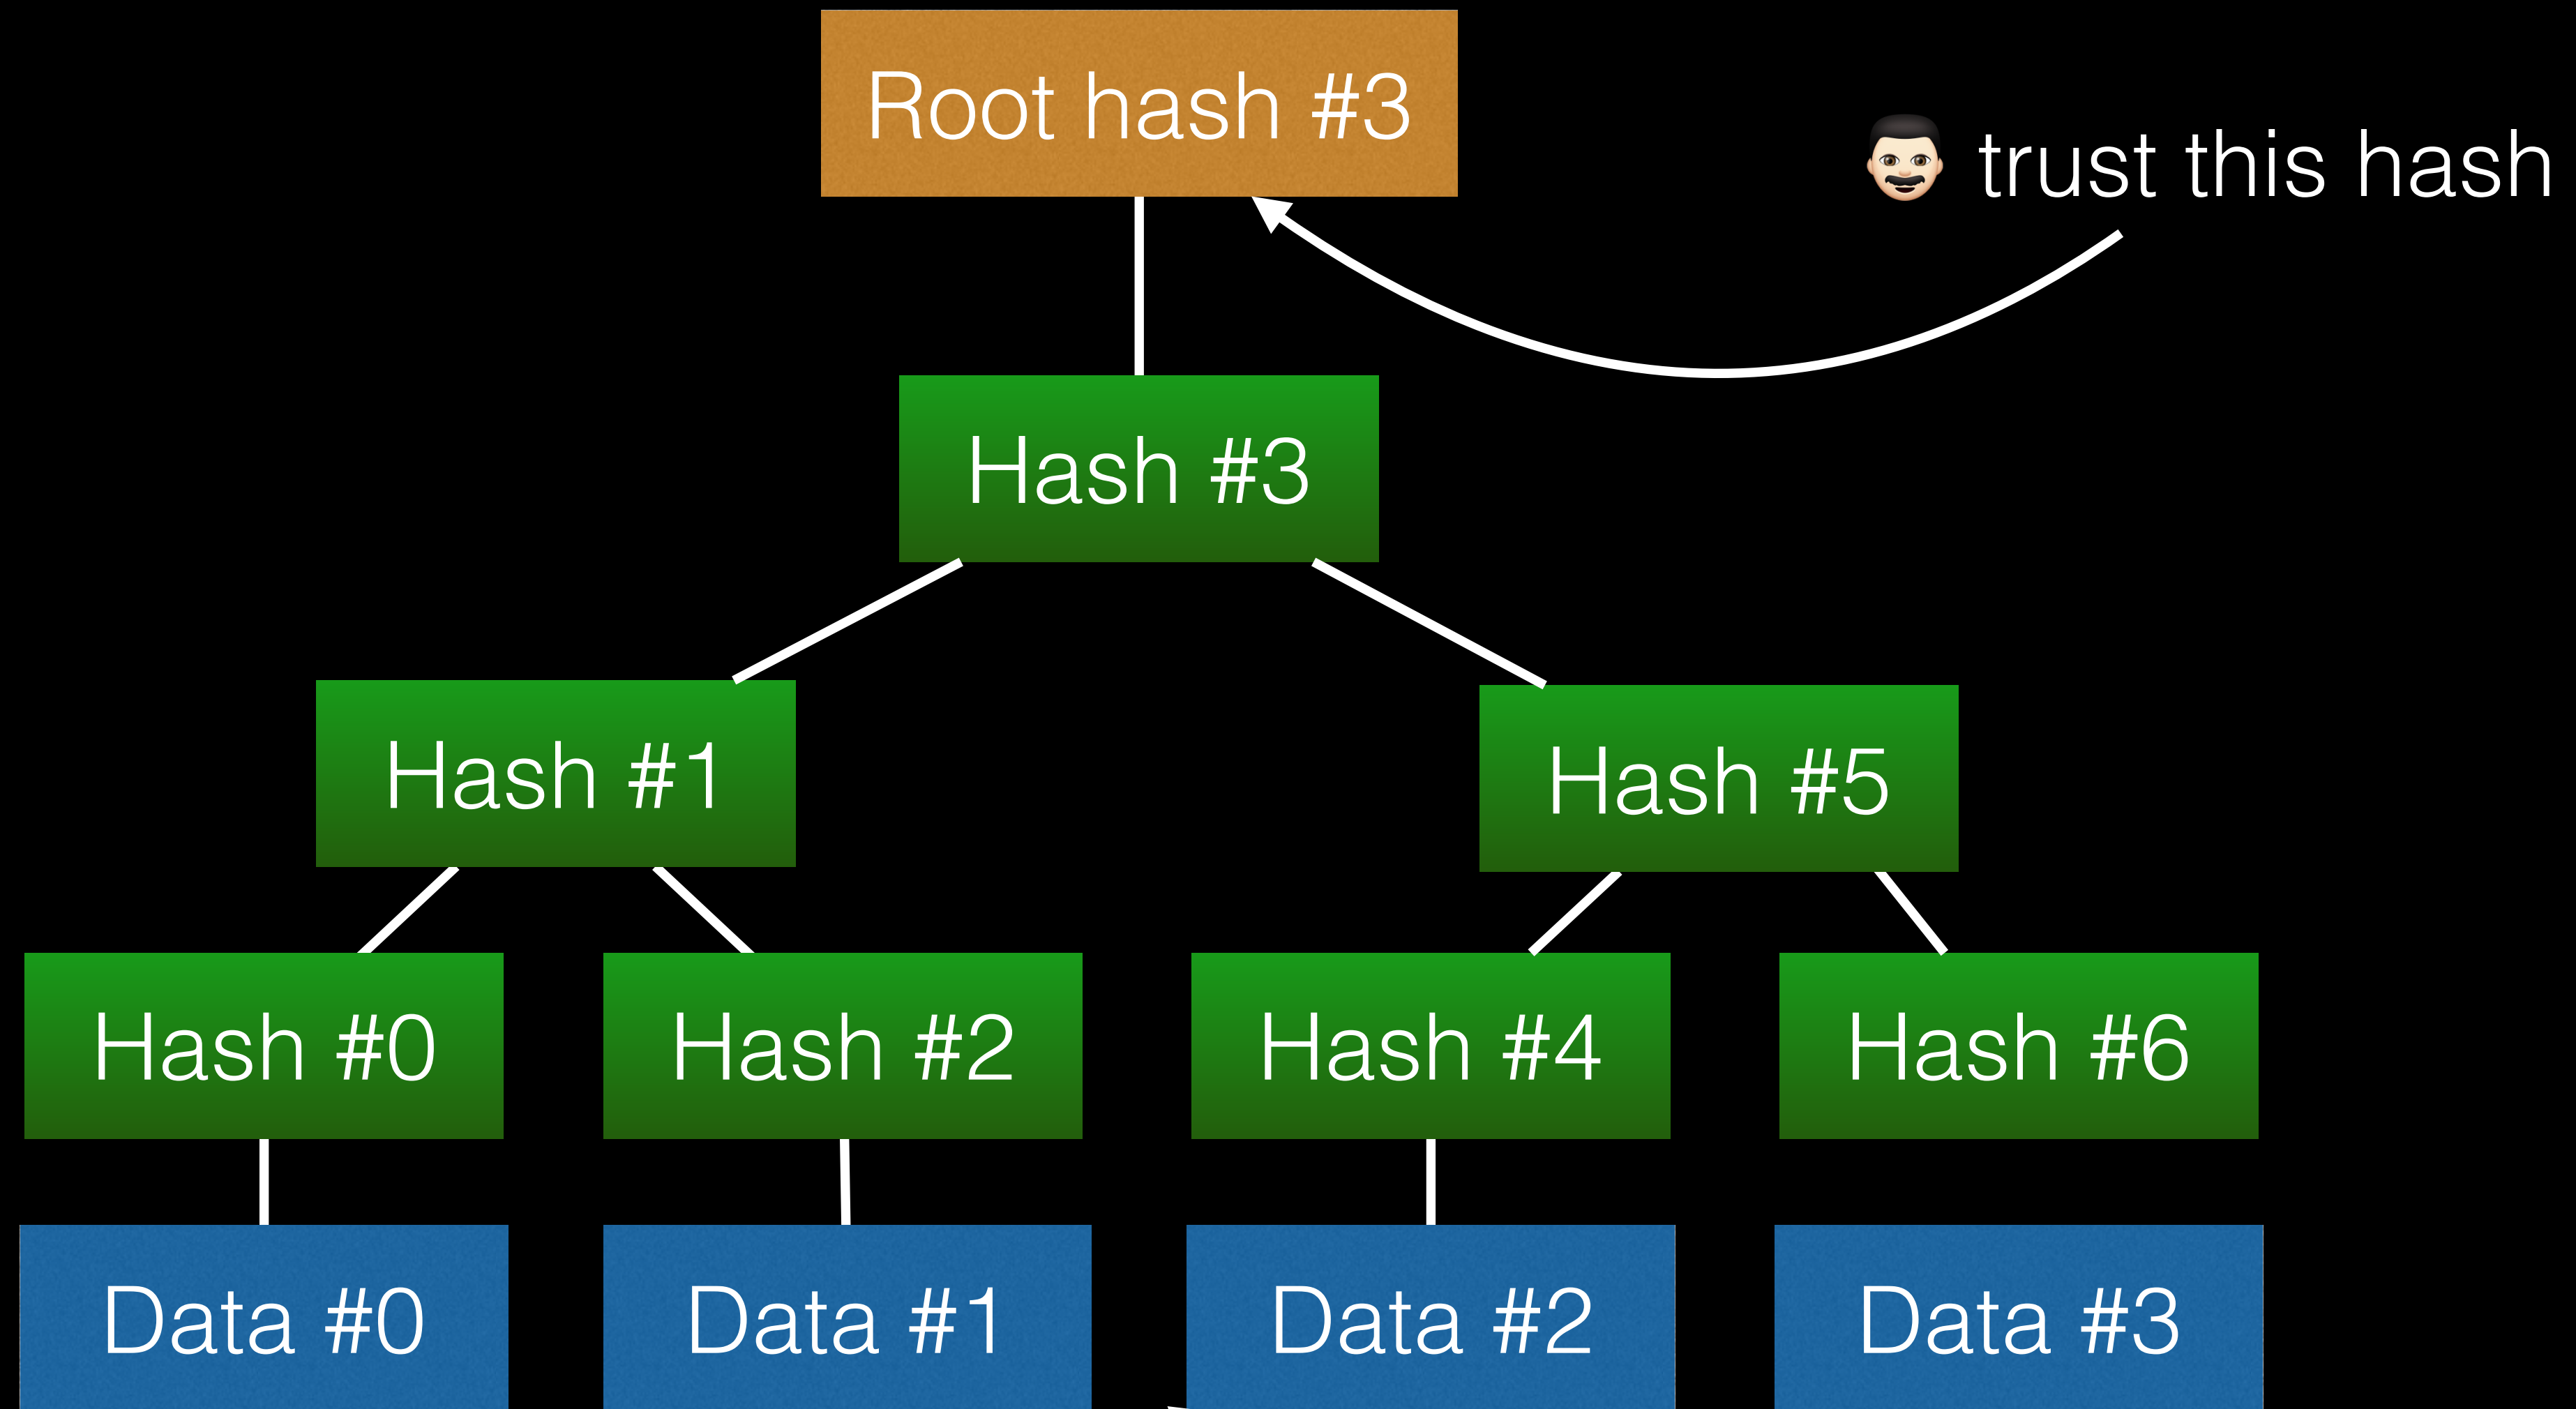 Root hash #3
trust this hash
Hash #3
Hash #1
Hash #5
Hash #0
Hash #2
Hash #4
Hash #6
Data #0
Data #1
Data #2
Data #3